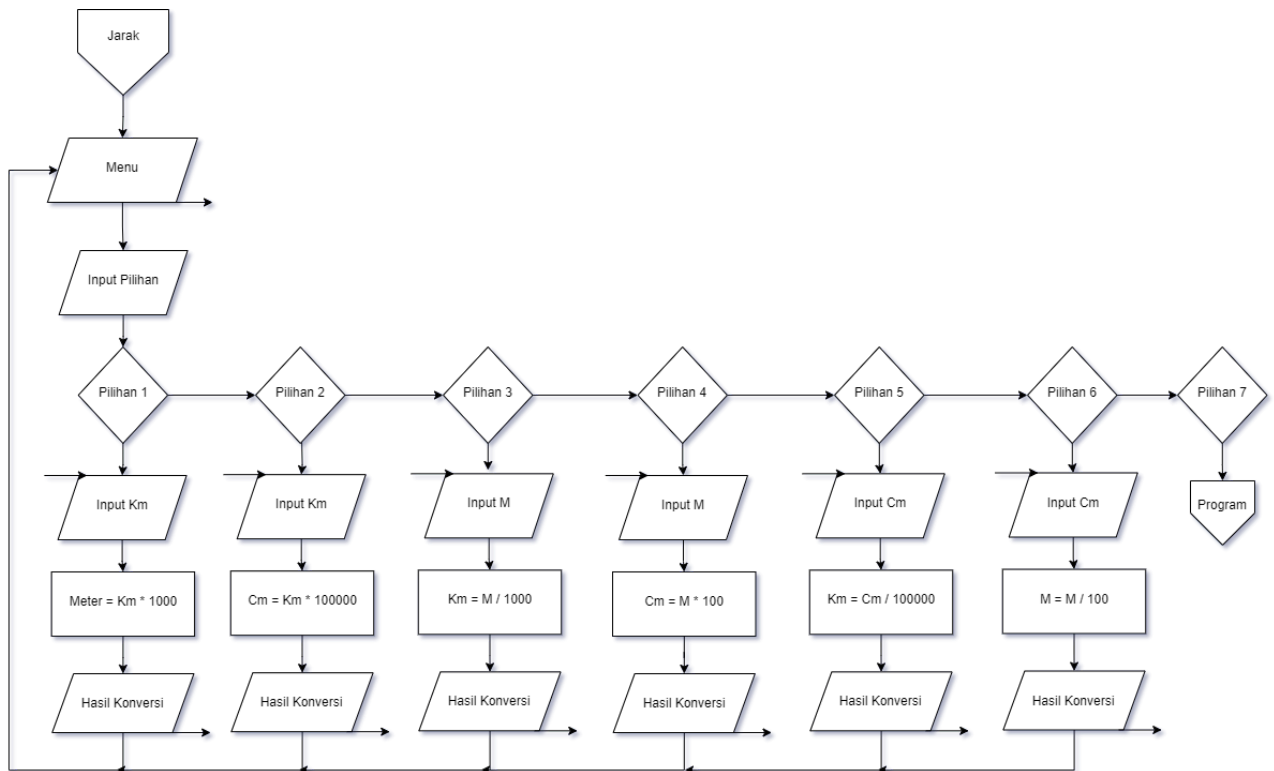 Jarak
Menu
Input Pilihan
Pilihan 1
Pilihan 2
Pilihan 3
Pilihan 4
Pilihan 5
Pilihan 6
Pilihan 7
Input Km
Input Km
Input M
Input M
Input Cm
Input Cm
Program
Meter = Km * 1000
Cm = Km * 100000
Km = M / 1000
Cm = M * 100
Km = Cm / 100000
M = M / 100
Hasil Konversi
Hasil Konversi
Hasil Konversi
Hasil Konversi
Hasil Konversi
Hasil Konversi